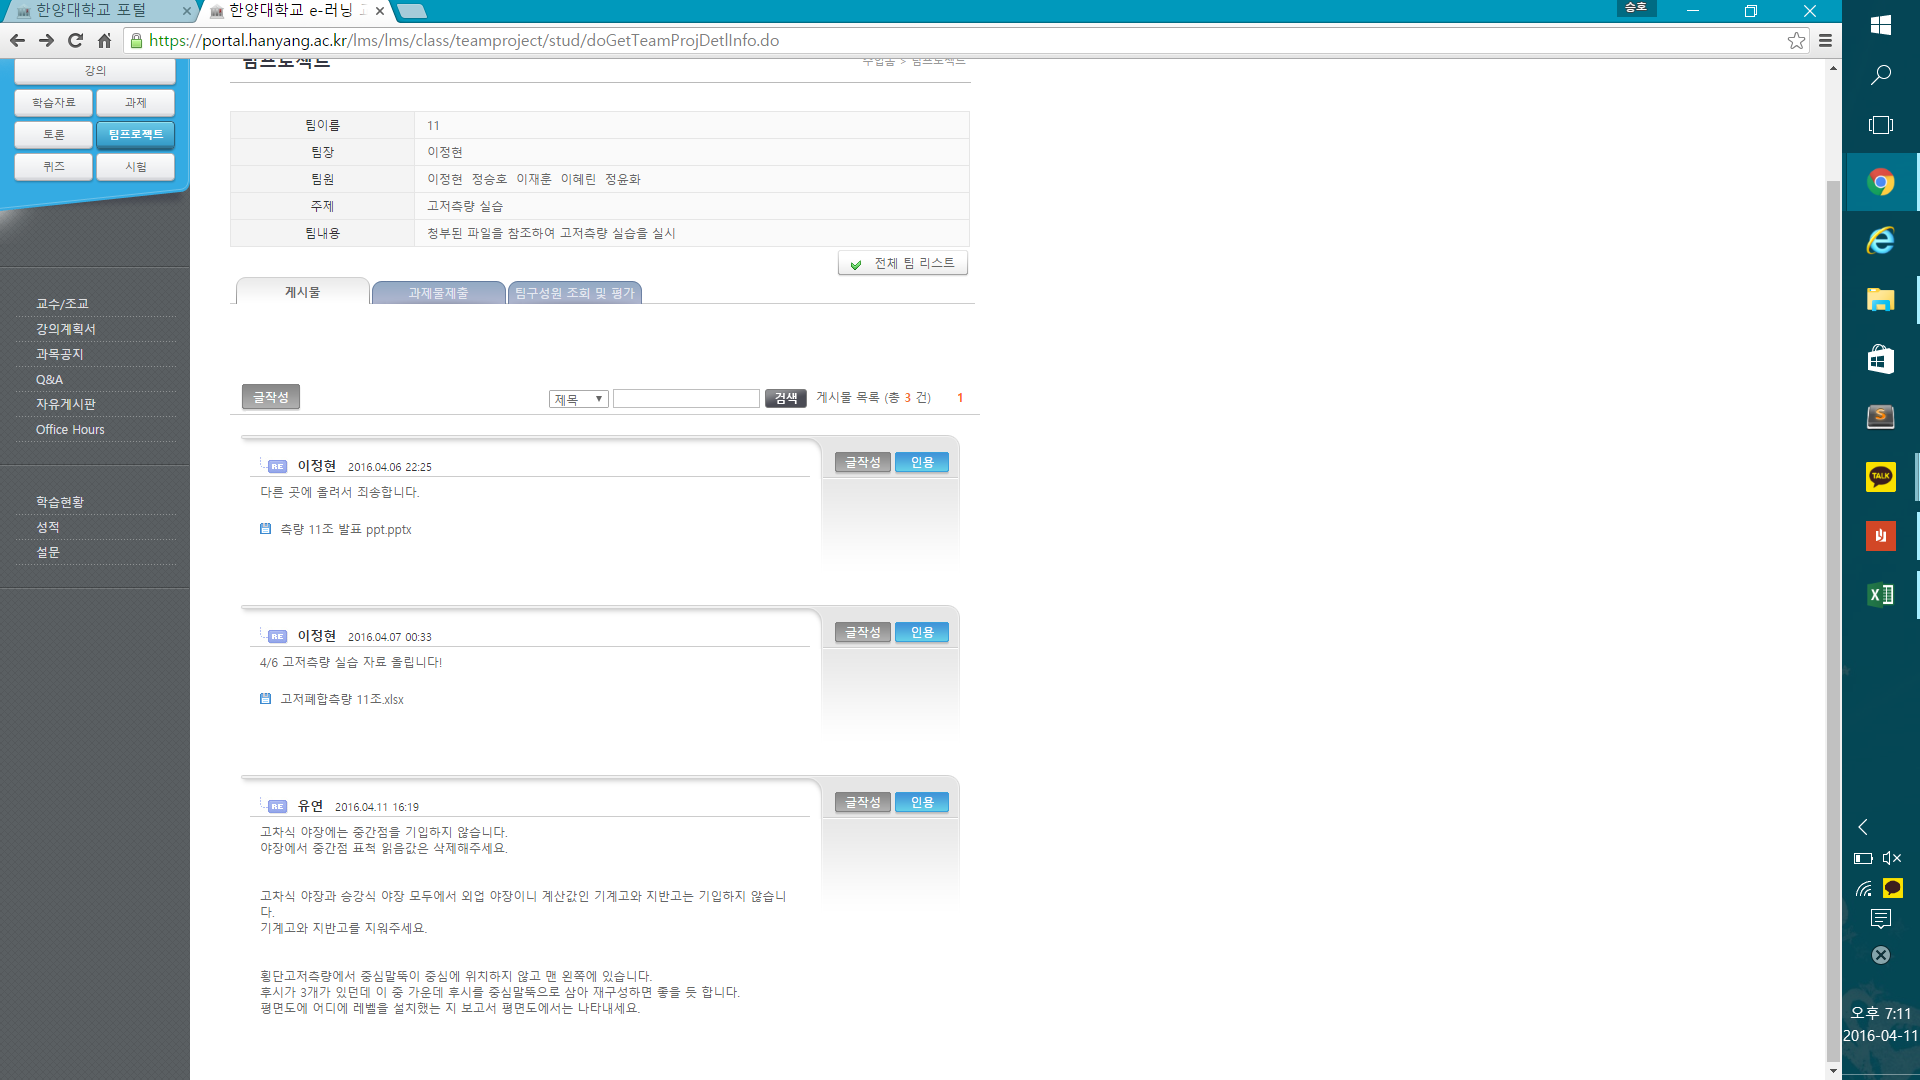 한양대학교 포털
한양대학교 e-러닝
승호
https://portal.hanyang.ac.kr/lms/lms/class/teamproject/stud/doGetTeamProjDetlInfo.do
강의
학습자료
과제
토론
팀프로젝트
퀴즈
시험
교수/조교
강의계획서
과목공지
Q&A
자유게시판
Office Hours
학습현황
성적
설문
팀프로젝트
수업홈 > 팀프로젝트
팀이름 11
팀장 이정현
팀원 이정현 정승호 이재훈 이혜린 정윤화
주제 고저측량 실습
팀내용 청부된 파일을 참조하여 고저측량 실습을 실시
전체 팀 리스트
게시물
과제물제출
팀구성원 조회 및 평가
글작성
제목
검색
게시물 목록 (총 3 건)
1
RE 이정현 2016.04.06 22:25
글작성 인용
다른 곳에 올려서 죄송합니다.
측량 11조 발표 ppt.pptx
RE 이정현 2016.04.07 00:33
글작성 인용
4/6 고저측량 실습 자료 올립니다!
고저폐합측량 11조.xlsx
RE 유연 2016.04.11 16:19
글작성 인용
고차식 야장에는 중간점을 기입하지 않습니다.
야장에서 중간점 표척 읽음값은 삭제해주세요.
고차식 야장과 승강식 야장 모두에서 외업 야장이니 계산값인 기계고와 지반고는 기입하지 않습니
다.
기계고와 지반고를 지워주세요.
횡단고저측량에서 중심말뚝이 중심에 위치하지 않고 맨 왼쪽에 있습니다.
후시가 3개가 있던데 이 중 가운데 후시를 중심말뚝으로 삼아 재구성하면 좋을 듯 합니다.
평면도에 어디에 레벨을 설치했는 지 보고서 평면도에서는 나타내세요.
TALK
오후 7:11
2016-04-11